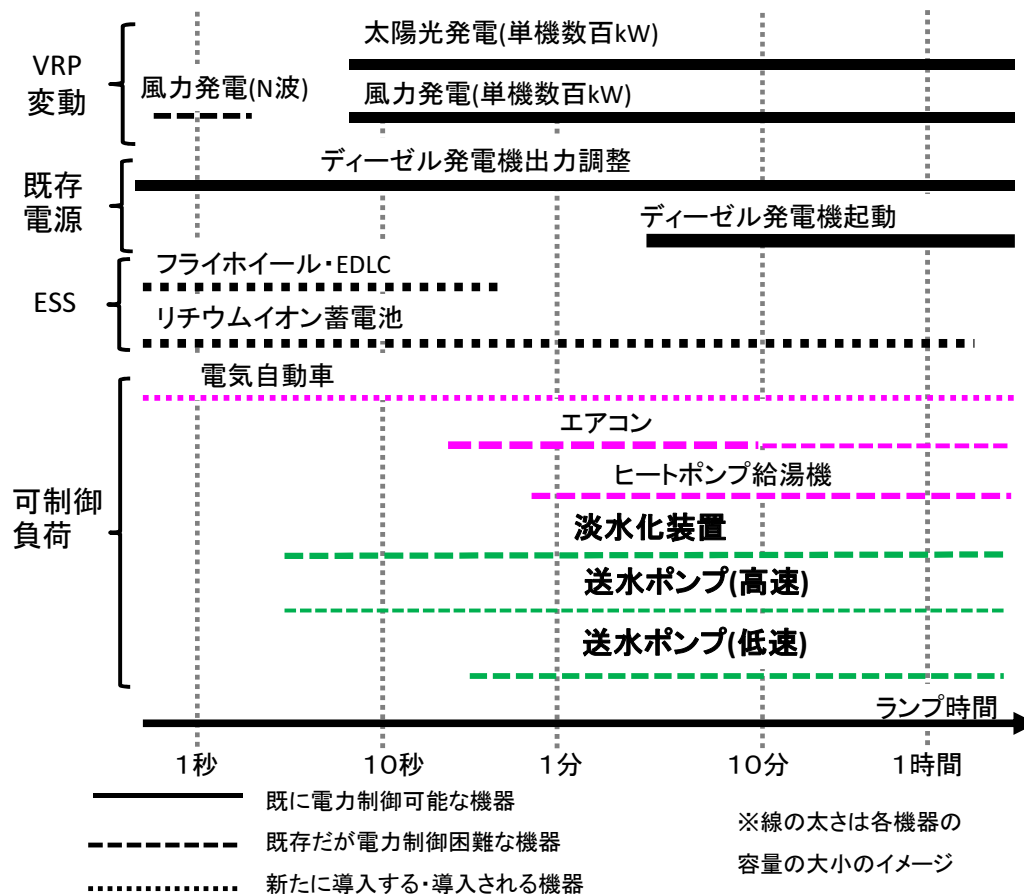 太陽光発電(単機数百kW)
VRP
変動
風力発電(N波)
風力発電(単機数百kW)
ディーゼル発電機出力調整
既存
電源
ディーゼル発電機起動
フライホイール・EDLC
ESS
リチウムイオン蓄電池
電気自動車
エアコン
ヒートポンプ給湯機
可制御
負荷
淡水化装置
送水ポンプ(高速)
送水ポンプ(低速)
ランプ時間
1秒
10秒
1分
10分
1時間
既に電力制御可能な機器
既存だが電力制御困難な機器
新たに導入する・導入される機器
※線の太さは各機器の
容量の大小のイメージ